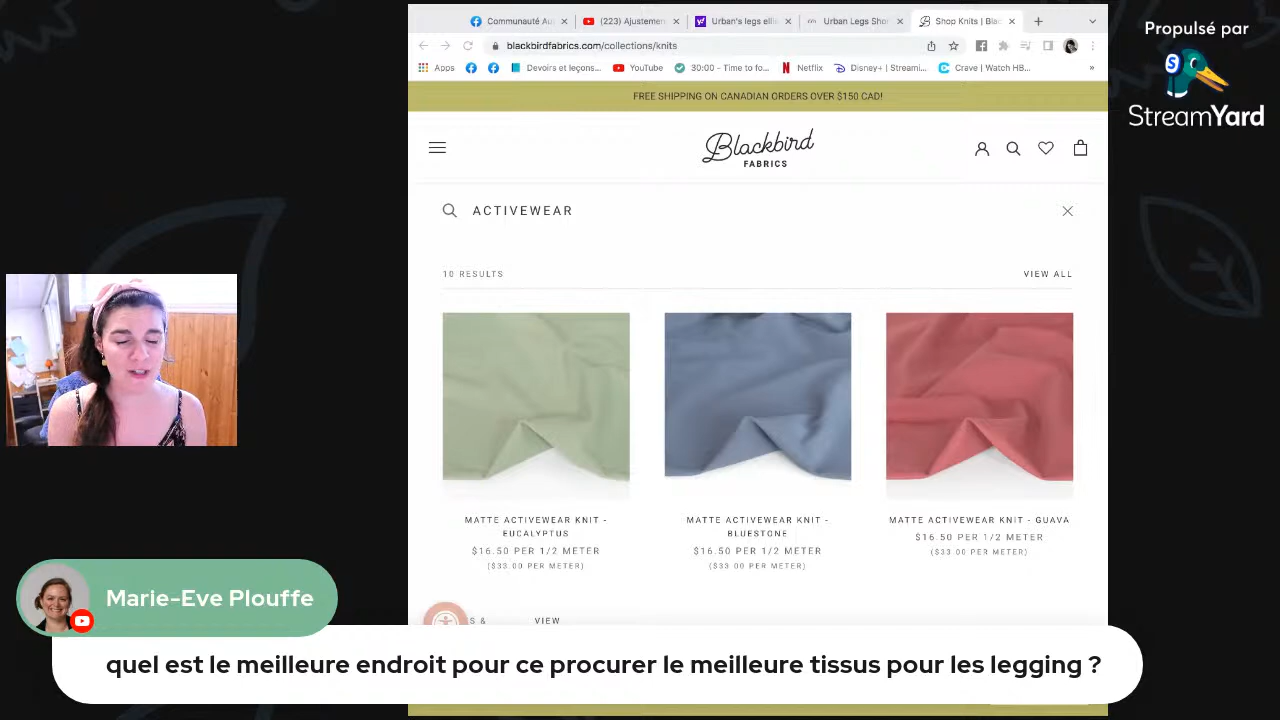 Communauté Au
(223) Ajustemen
Urban's legs ellie
Urban Legs Shor
Shop Knits | Blac
blackbirdfabrics.com/collections/knits
Apps
Devoirs et leçons...
YouTube
30:00 - Time to fo...
Netflix
Disney+ | Streami...
Crave | Watch HB...
»
Propulsé par
StreamYard
FREE SHIPPING ON CANADIAN ORDERS OVER $150 CAD!
Blackbird
FABRICS
ACTIVEWEAR
10 RESULTS
VIEW ALL
MATTE ACTIVEWEAR KNIT -
EUCALYPTUS
$16.50 PER 1/2 METER
($33.00 PER METER)
MATTE ACTIVEWEAR KNIT -
BLUESTONE
$16.50 PER 1/2 METER
($33.00 PER METER)
MATTE ACTIVEWEAR KNIT - GUAVA
$16.50 PER 1/2 METER
($33.00 PER METER)
S &
VIEW
Marie-Eve Plouffe
quel est le meilleure endroit pour ce procurer le meilleure tissus pour les legging ?